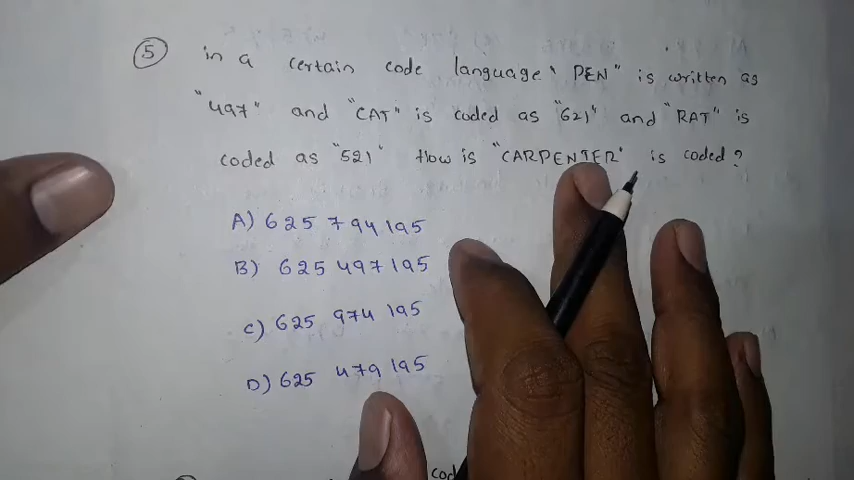 5 in a certain code language "PEN" is written as
"497" and "CAT" is coded as "621" and "RAT" is
coded as "521" How is "CARPENTER" is coded?
A) 625 794 195
B) 625 497 195
C) 625 974 195
D) 625 479 195
cod